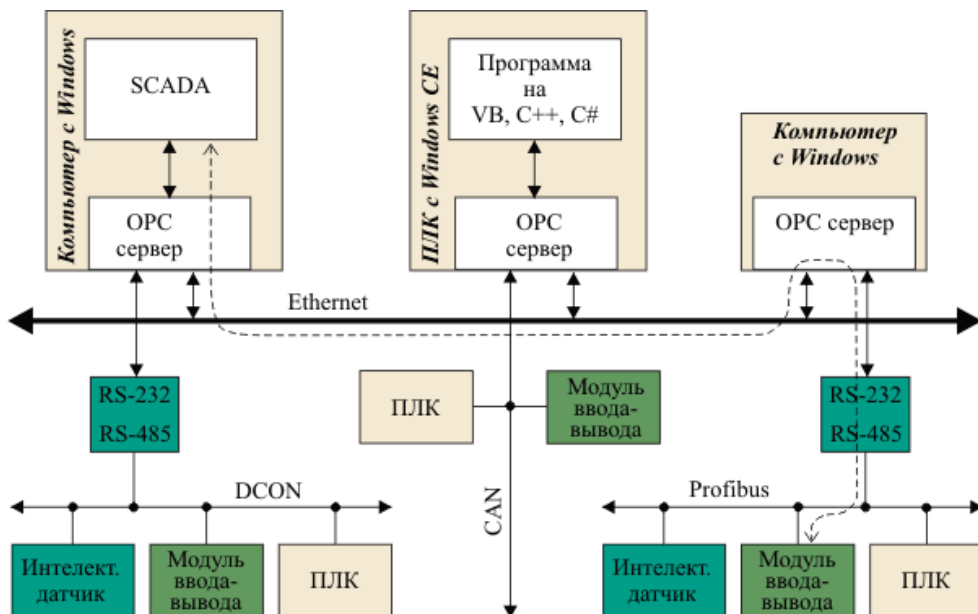 Компьютер с Windows
SCADA
OPC
сервер
ПЛК с Windows CE
Программа
на
VB, C++, C#
OPC
сервер
Компьютер
с Windows
OPC сервер
Ethernet
RS-232
RS-485
ПЛК
Модуль
ввода-
вывода
RS-232
RS-485
DCON
CAN
Profibus
Интелект.
датчик
Модуль
ввода-
вывода
ПЛК
Интелект.
датчик
Модуль
ввода-
вывода
ПЛК